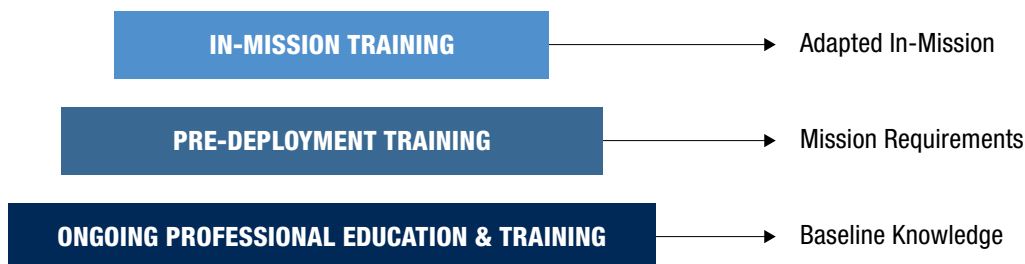 IN-MISSION TRAINING Adapted In-Mission
PRE-DEPLOYMENT TRAINING Mission Requirements
ONGOING PROFESSIONAL EDUCATION & TRAINING Baseline Knowledge